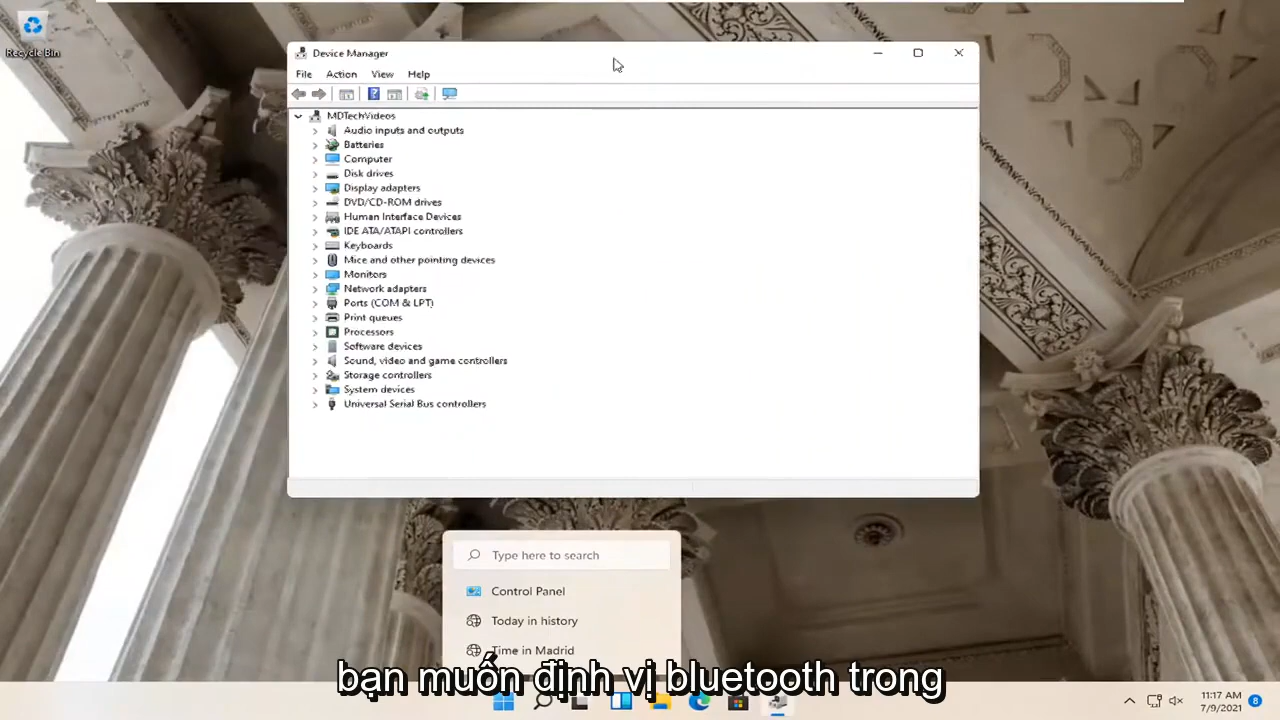 Recycle Bin
Device Manager
File Action View Help
MDTechVideos
Audio inputs and outputs
Batteries
Computer
Disk drives
Display adapters
DVD/CD-ROM drives
Human Interface Devices
IDE ATA/ATAPI controllers
Keyboards
Mice and other pointing devices
Monitors
Network adapters
Ports (COM & LPT)
Print queues
Processors
Software devices
Sound, video and game controllers
Storage controllers
System devices
Universal Serial Bus controllers
Type here to search
Control Panel
Today in history
Time in Madrid
bạn muốn định vị bluetooth trong
11:17 AM
7/9/2021
8